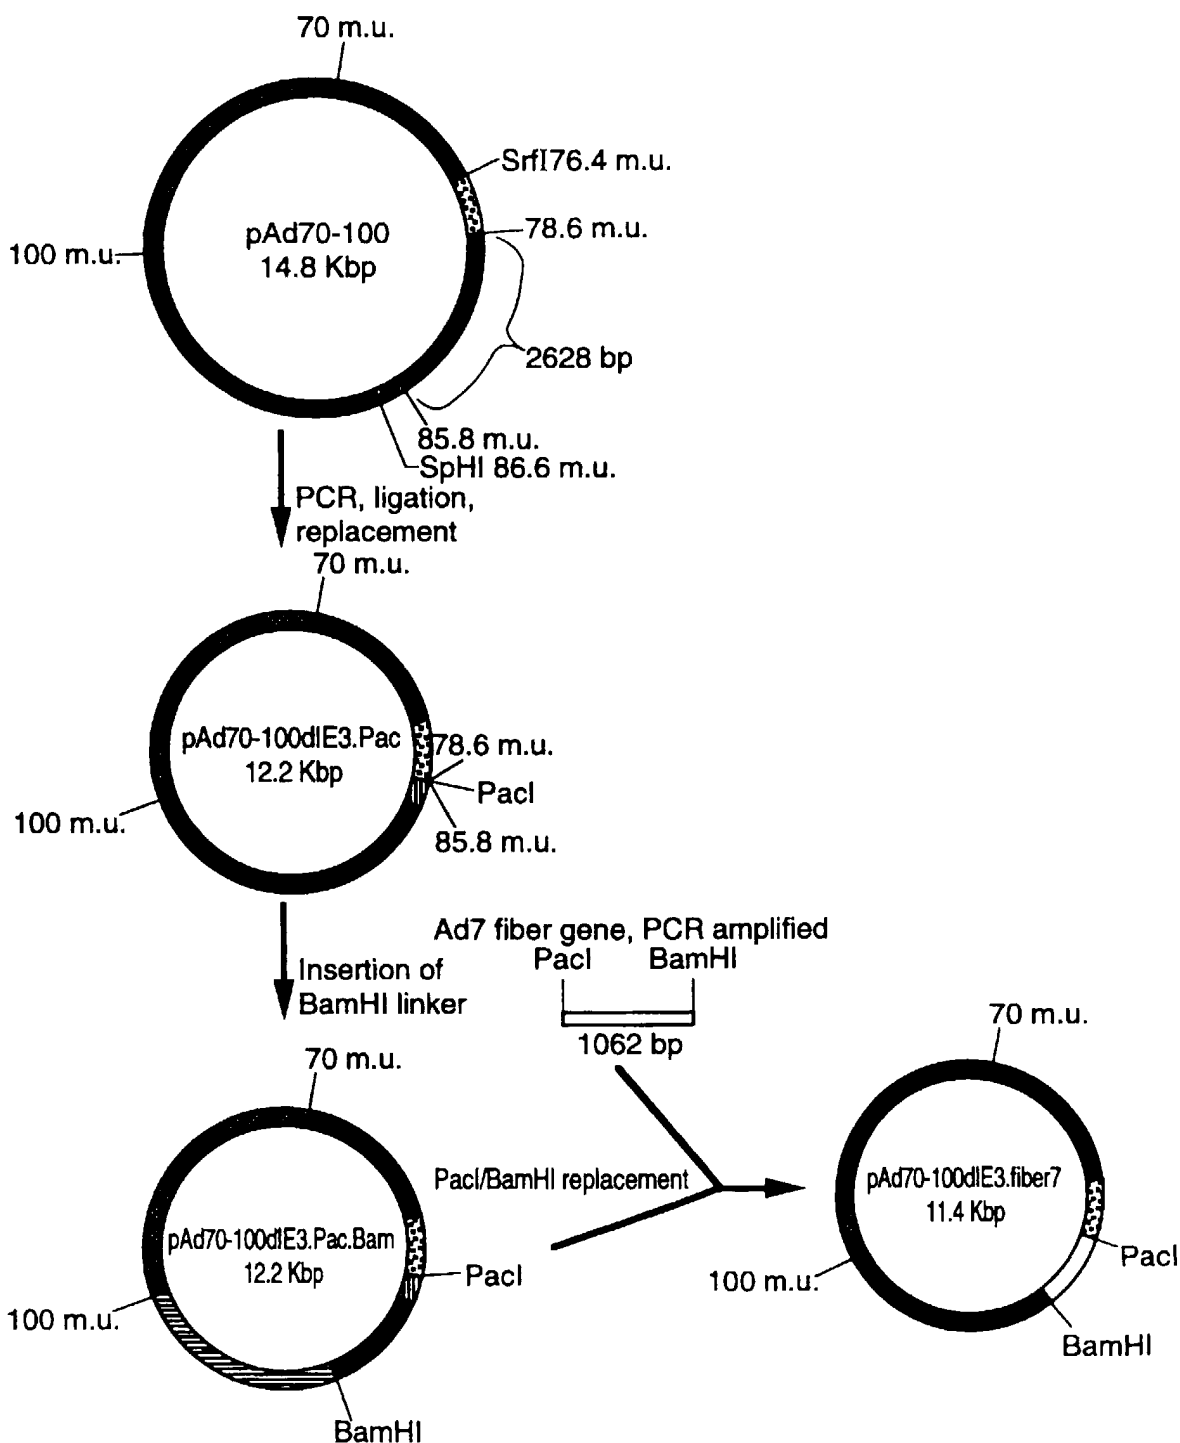 70 m.u.
SrfI76.4 m.u.
78.6 m.u.
pAd70-100
14.8 Kbp
100 m.u.
2628 bp
85.8 m.u.
SpHI 86.6 m.u.
PCR, ligation,
replacement
70 m.u.
pAd70-100dlE3.Pac
12.2 Kbp
78.6 m.u.
PacI
100 m.u.
85.8 m.u.
Ad7 fiber gene, PCR amplified
PacI BamHI
Insertion of
BamHI linker
1062 bp
70 m.u.
70 m.u.
PacI/BamHI replacement
pAd70-100dlE3.fiber7
11.4 Kbp
pAd70-100dlE3.Pac.Bam
12.2 Kbp
PacI
PacI
100 m.u.
100 m.u.
BamHI
BamHI